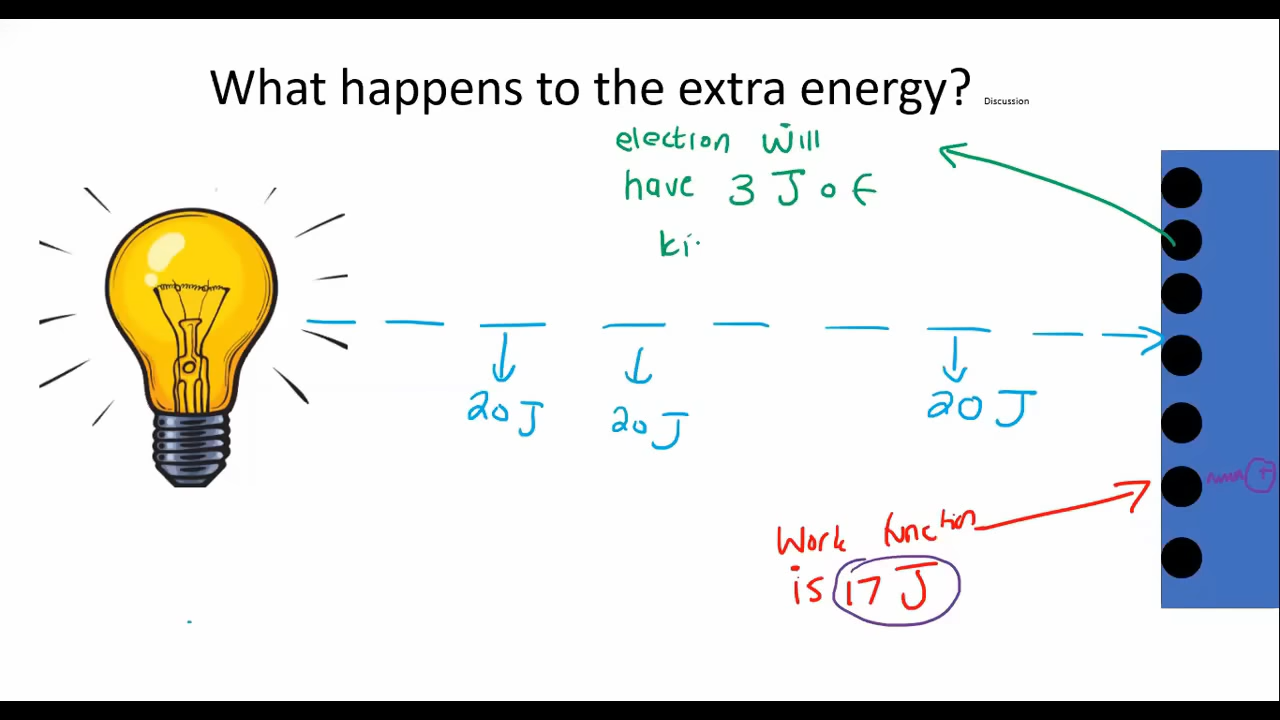 What happens to the extra energy? Discussion
election will
have 3 J of
ki
20 J 20 J 20 J
+
Work function
is 17 J